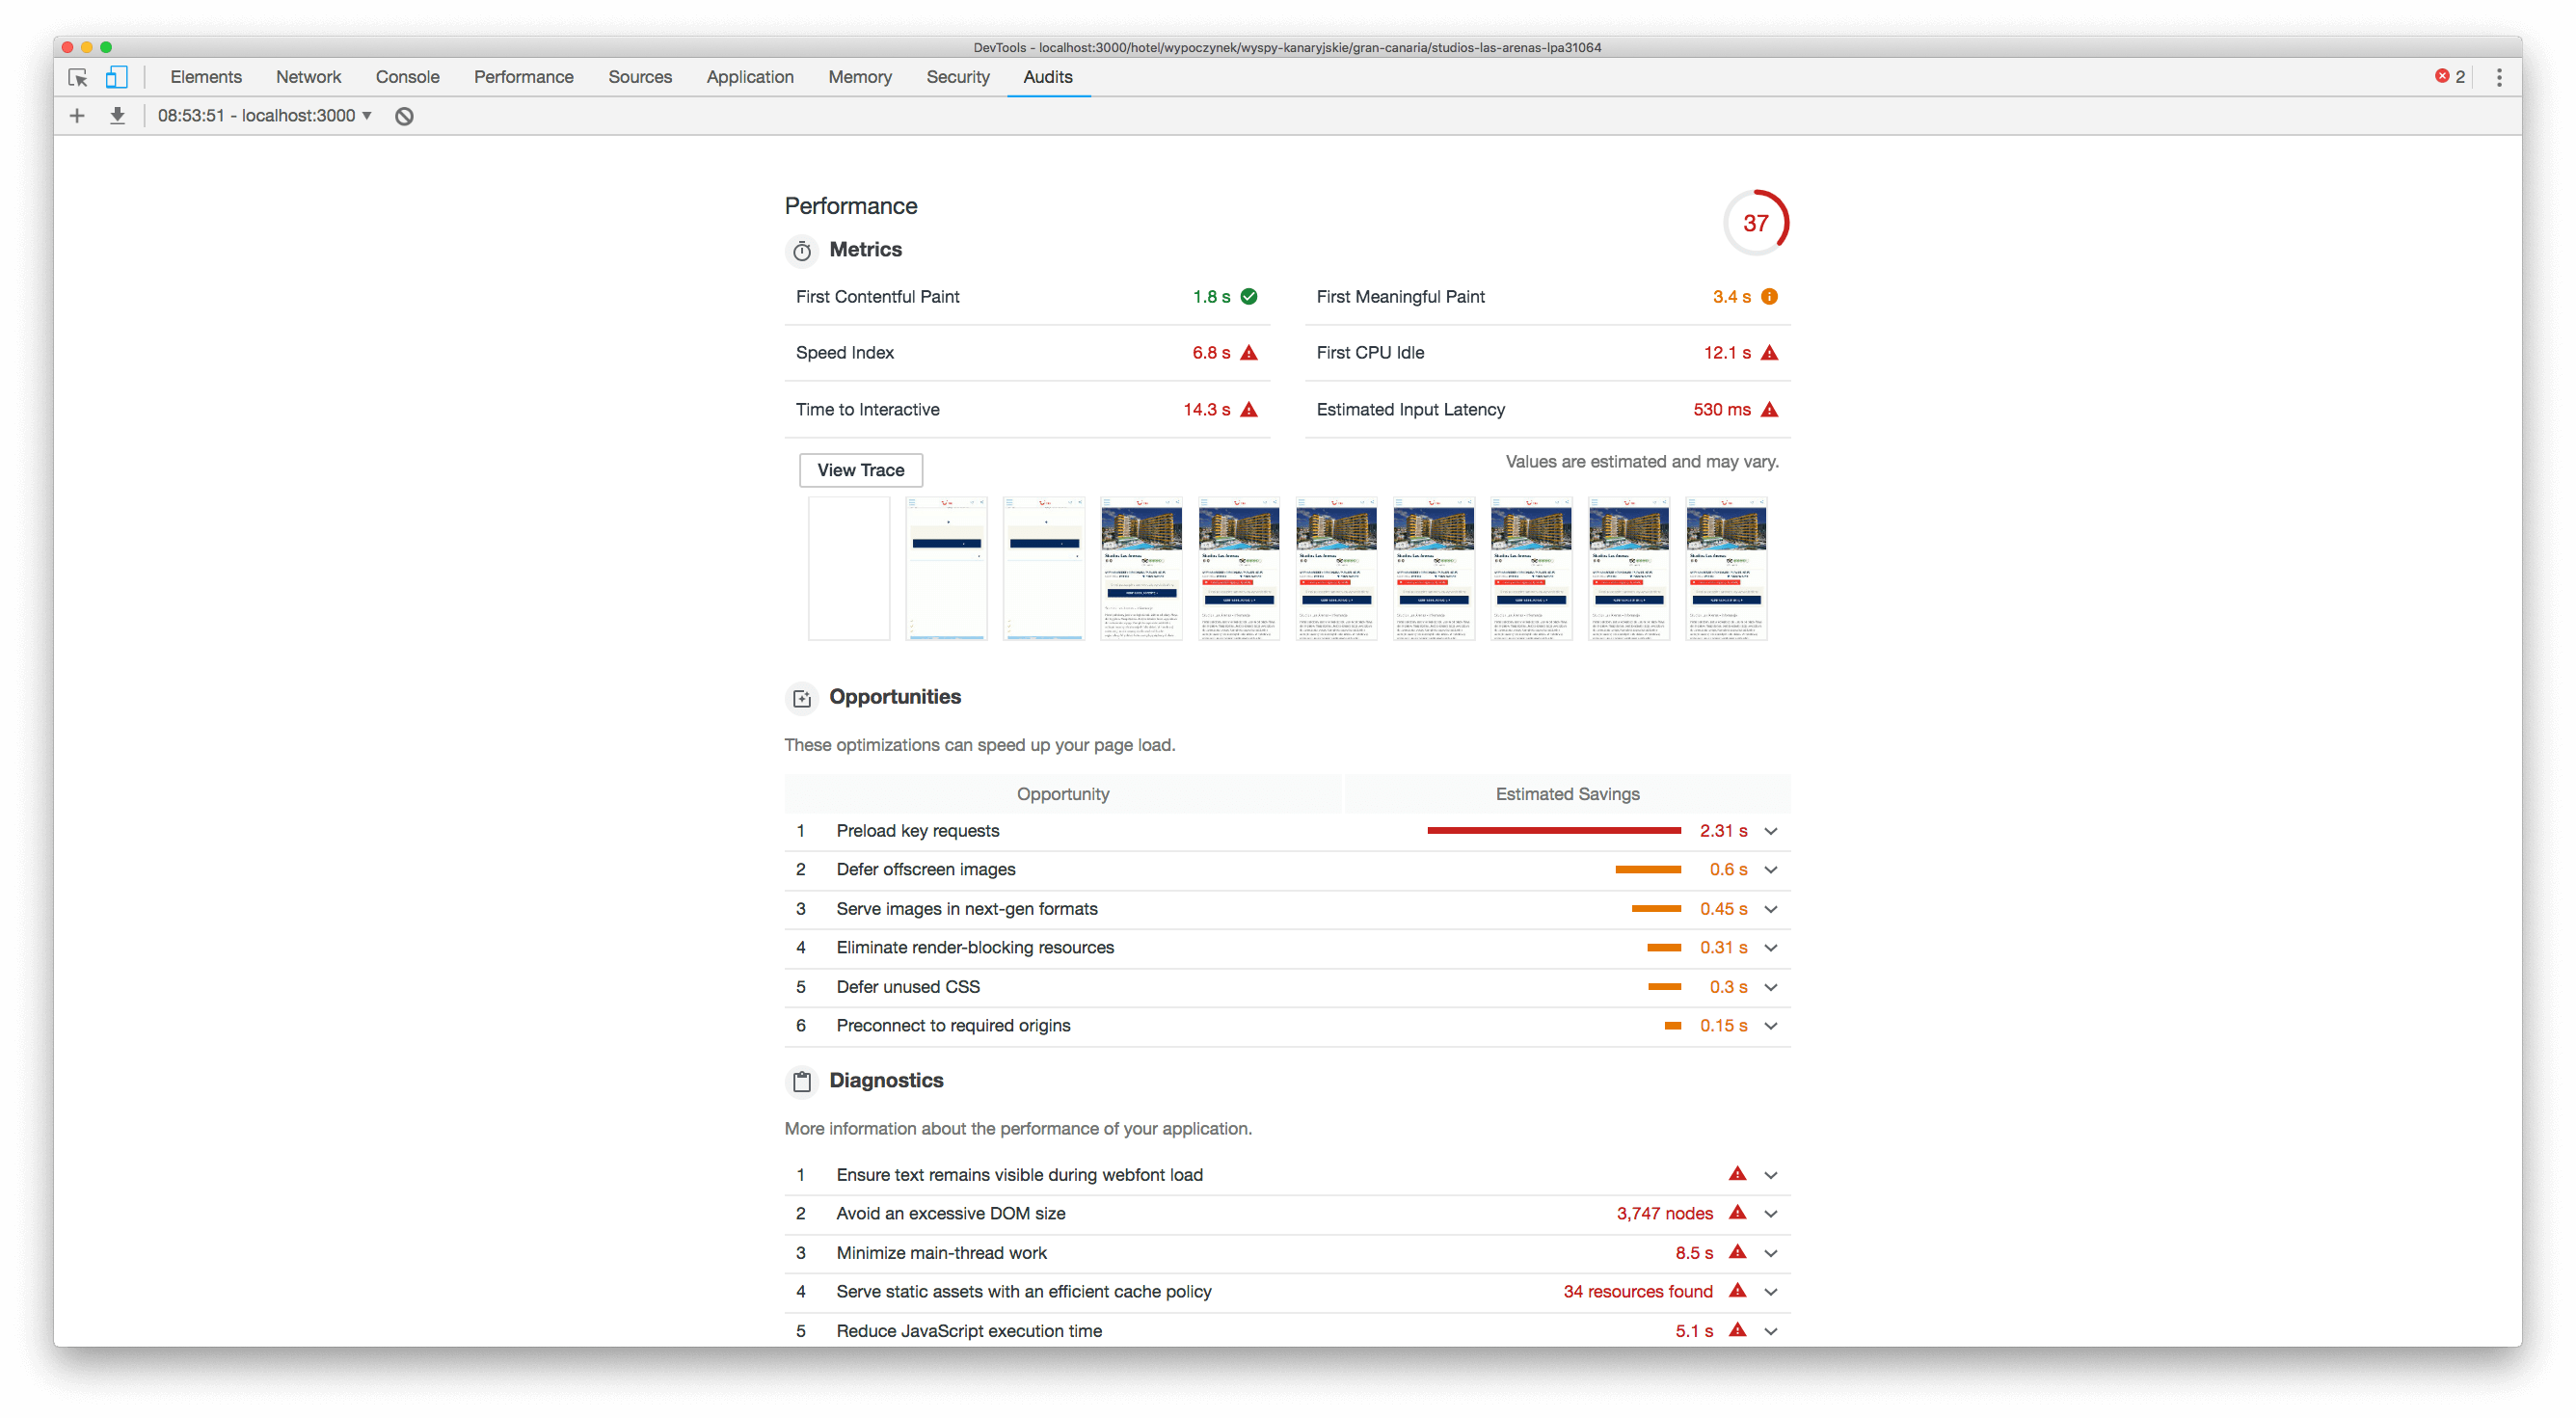 DevTools - localhost:3000/hotel/wypoczynek/wyspy-kanaryjskie/gran-canaria/studios-las-arenas-lpa31064
Elements Network Console Performance Sources Application Memory Security Audits 2
08:53:51 - localhost:3000
Performance
37
Metrics
First Contentful Paint 1.8 s
First Meaningful Paint 3.4 s
Speed Index 6.8 s
First CPU Idle 12.1 s
Time to Interactive 14.3 s
Estimated Input Latency 530 ms
View Trace
Values are estimated and may vary.
Opportunities
These optimizations can speed up your page load.
Opportunity Estimated Savings
1 Preload key requests 2.31 s
2 Defer offscreen images 0.6 s
3 Serve images in next-gen formats 0.45 s
4 Eliminate render-blocking resources 0.31 s
5 Defer unused CSS 0.3 s
6 Preconnect to required origins 0.15 s
Diagnostics
More information about the performance of your application.
1 Ensure text remains visible during webfont load
2 Avoid an excessive DOM size 3,747 nodes
3 Minimize main-thread work 8.5 s
4 Serve static assets with an efficient cache policy 34 resources found
5 Reduce JavaScript execution time 5.1 s